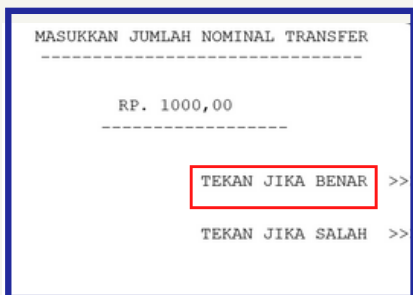 MASUKKAN JUMLAH NOMINAL TRANSFER
-------------------------------
RP. 1000,00
------------------
TEKAN JIKA BENAR >>
TEKAN JIKA SALAH >>